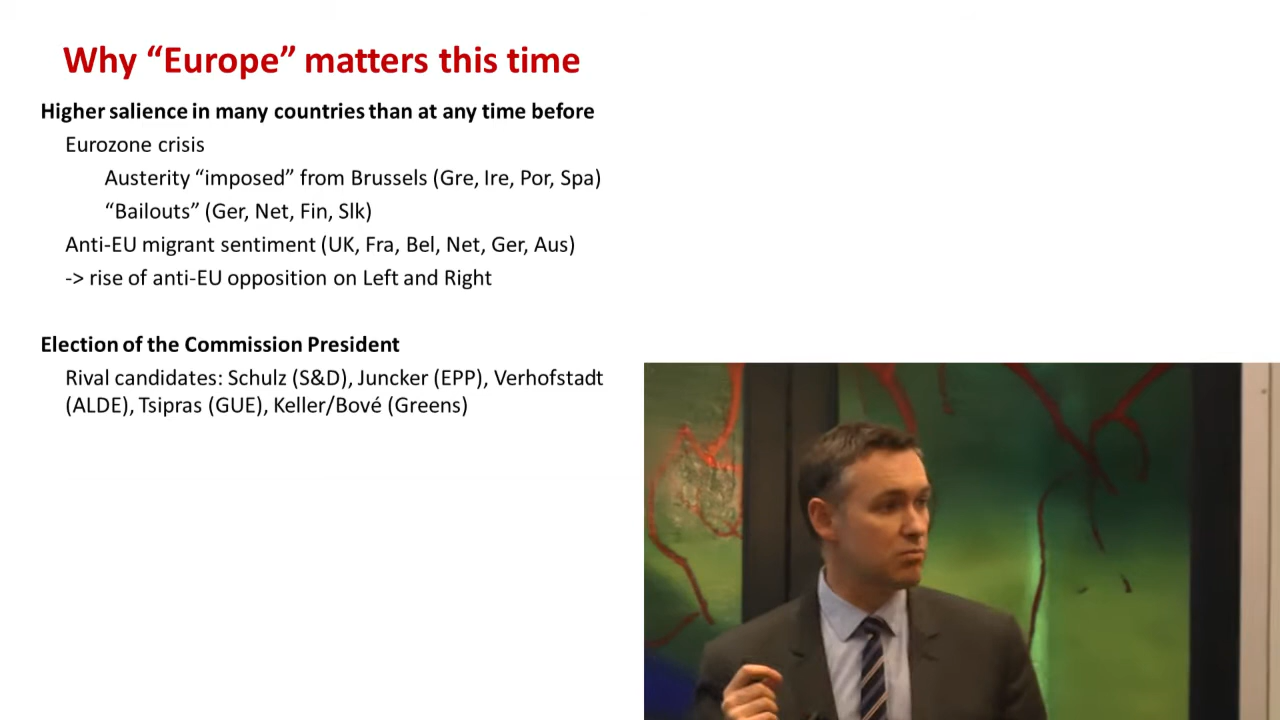 Why “Europe” matters this time
Higher salience in many countries than at any time before
Eurozone crisis
Austerity “imposed” from Brussels (Gre, Ire, Por, Spa)
“Bailouts” (Ger, Net, Fin, Slk)
Anti-EU migrant sentiment (UK, Fra, Bel, Net, Ger, Aus)
-> rise of anti-EU opposition on Left and Right
Election of the Commission President
Rival candidates: Schulz (S&D), Juncker (EPP), Verhofstadt
(ALDE), Tsipras (GUE), Keller/Bové (Greens)